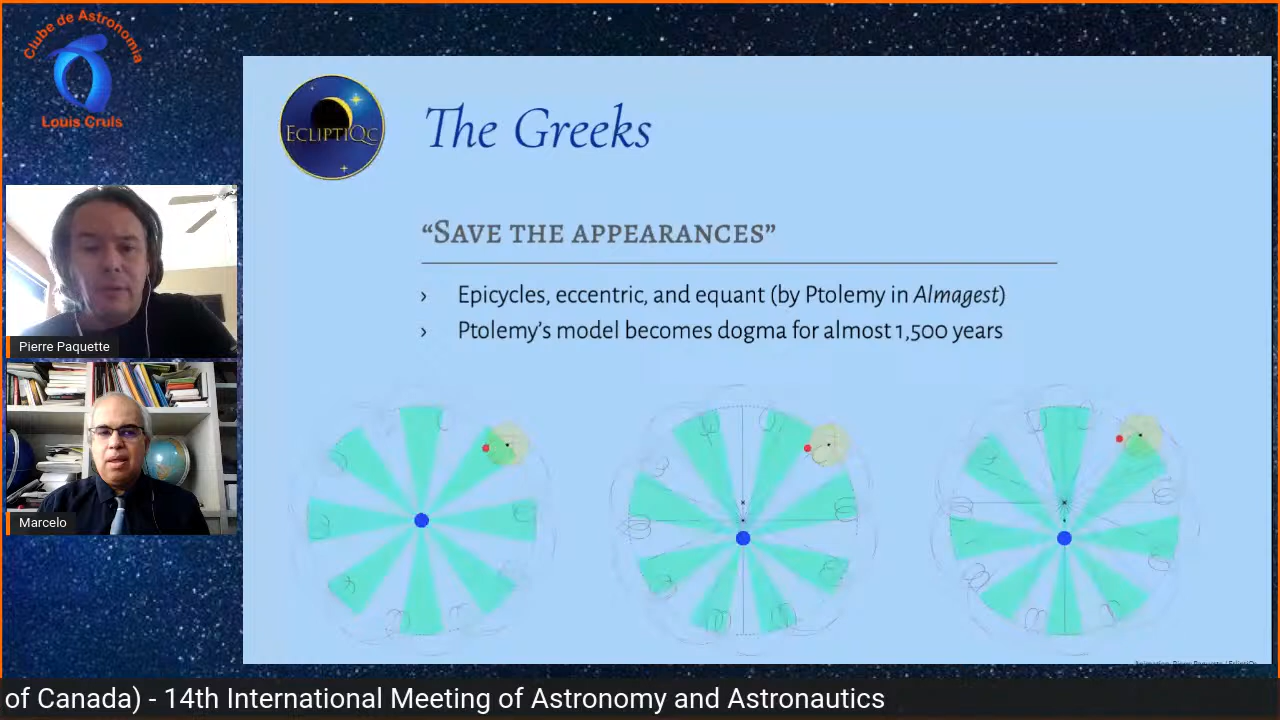 Clube de Astronomia
Louis Cruls
ECLIPTIQC
The Greeks
“SAVE THE APPEARANCES”
› Epicycles, eccentric, and equant (by Ptolemy in Almagest)
› Ptolemy’s model becomes dogma for almost 1,500 years
Pierre Paquette
Marcelo
of Canada) - 14th International Meeting of Astronomy and Astronautics